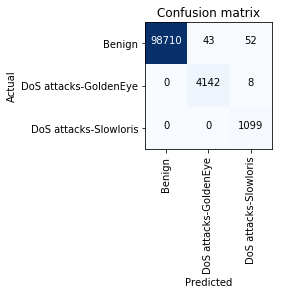 Confusion matrix
Actual
Benign 98710 43 52
DoS attacks-GoldenEye 0 4142 8
DoS attacks-Slowloris 0 0 1099
Benign
DoS attacks-GoldenEye
DoS attacks-Slowloris
Predicted